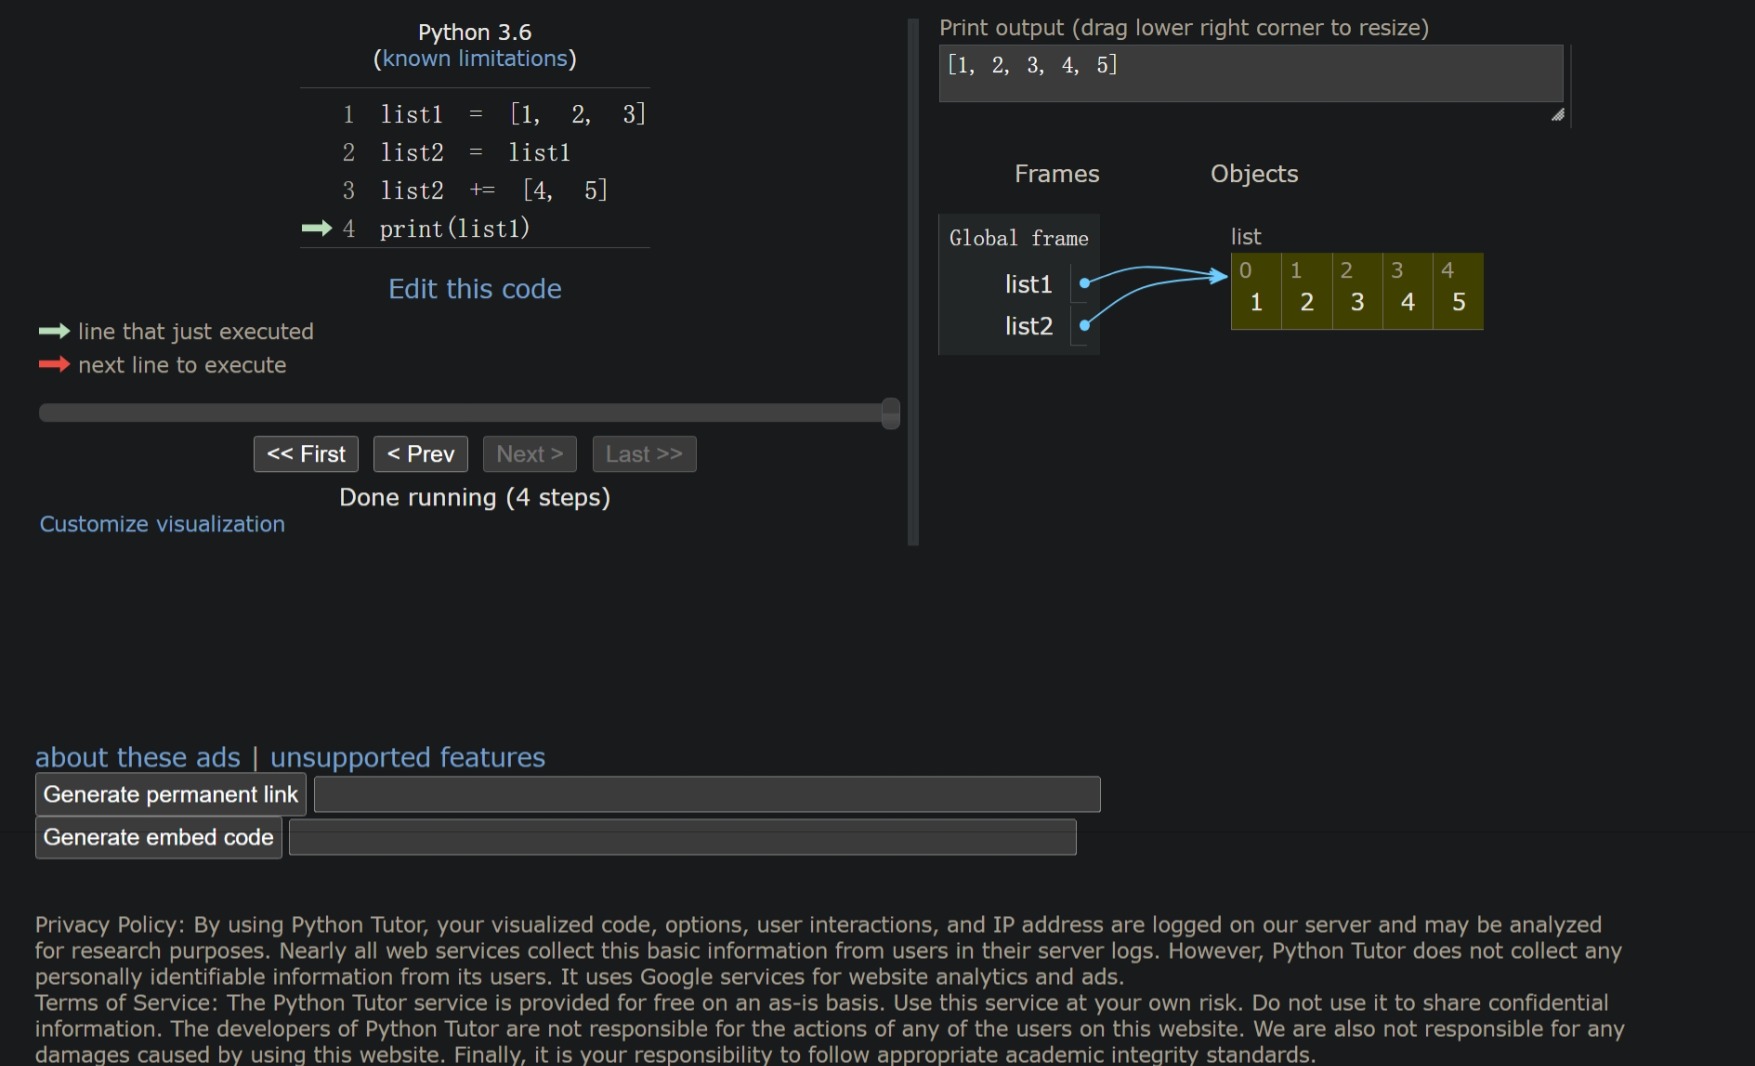 Python 3.6
(known limitations)
1 list1 = [1, 2, 3]
2 list2 = list1
3 list2 += [4, 5]
4 print(list1)
Edit this code
line that just executed
next line to execute
<< First
< Prev
Next >
Last >>
Done running (4 steps)
Customize visualization
Print output (drag lower right corner to resize)
[1, 2, 3, 4, 5]
Frames
Objects
Global frame
list1
list2
list
0 1 2 3 4
1 2 3 4 5
about these ads | unsupported features
Generate permanent link
Generate embed code
Privacy Policy: By using Python Tutor, your visualized code, options, user interactions, and IP address are logged on our server and may be analyzed
for research purposes. Nearly all web services collect this basic information from users in their server logs. However, Python Tutor does not collect any
personally identifiable information from its users. It uses Google services for website analytics and ads.
Terms of Service: The Python Tutor service is provided for free on an as-is basis. Use this service at your own risk. Do not use it to share confidential
information. The developers of Python Tutor are not responsible for the actions of any of the users on this website. We are also not responsible for any
damages caused by using this website. Finally, it is your responsibility to follow appropriate academic integrity standards.